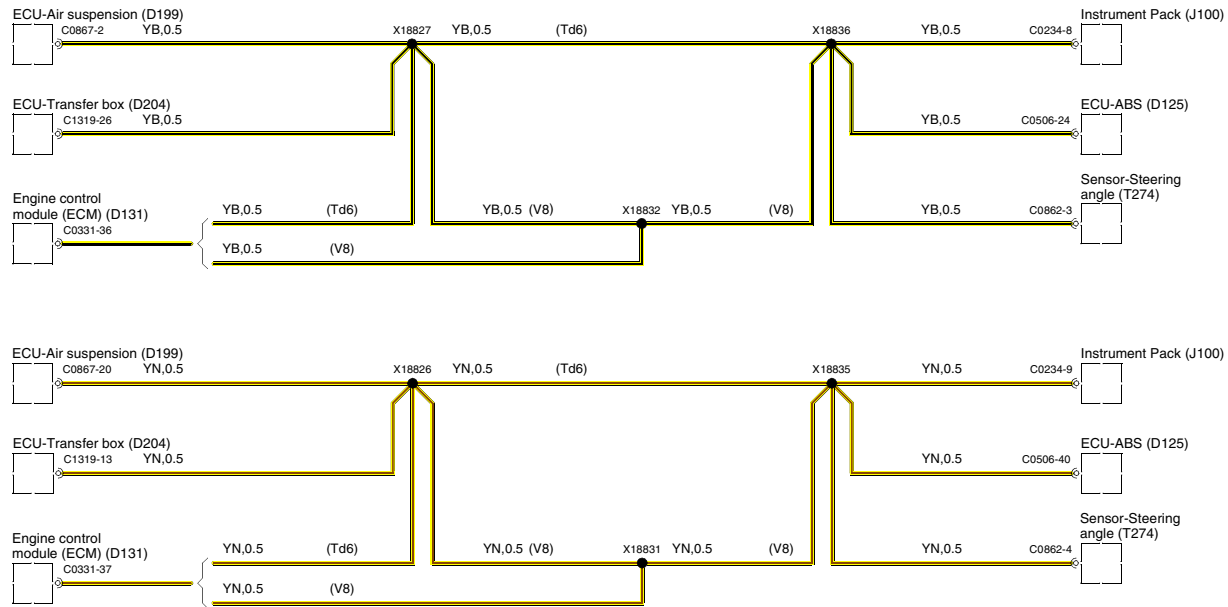 ECU-Air suspension (D199)
C0867-2 YB,0.5 X18827 YB,0.5 (Td6) X18836 YB,0.5 C0234-8
Instrument Pack (J100)
ECU-Transfer box (D204)
C1319-26 YB,0.5 YB,0.5 C0506-24
ECU-ABS (D125)
Engine control
module (ECM) (D131)
C0331-36
YB,0.5 (Td6) YB,0.5 (V8) X18832 YB,0.5 (V8) YB,0.5 C0862-3
Sensor-Steering
angle (T274)
YB,0.5 (V8)
ECU-Air suspension (D199)
C0867-20 YN,0.5 X18826 YN,0.5 (Td6) X18835 YN,0.5 C0234-9
Instrument Pack (J100)
ECU-Transfer box (D204)
C1319-13 YN,0.5 YN,0.5 C0506-40
ECU-ABS (D125)
Engine control
module (ECM) (D131)
C0331-37
YN,0.5 (Td6) YN,0.5 (V8) X18831 YN,0.5 (V8) YN,0.5 C0862-4
Sensor-Steering
angle (T274)
YN,0.5 (V8)